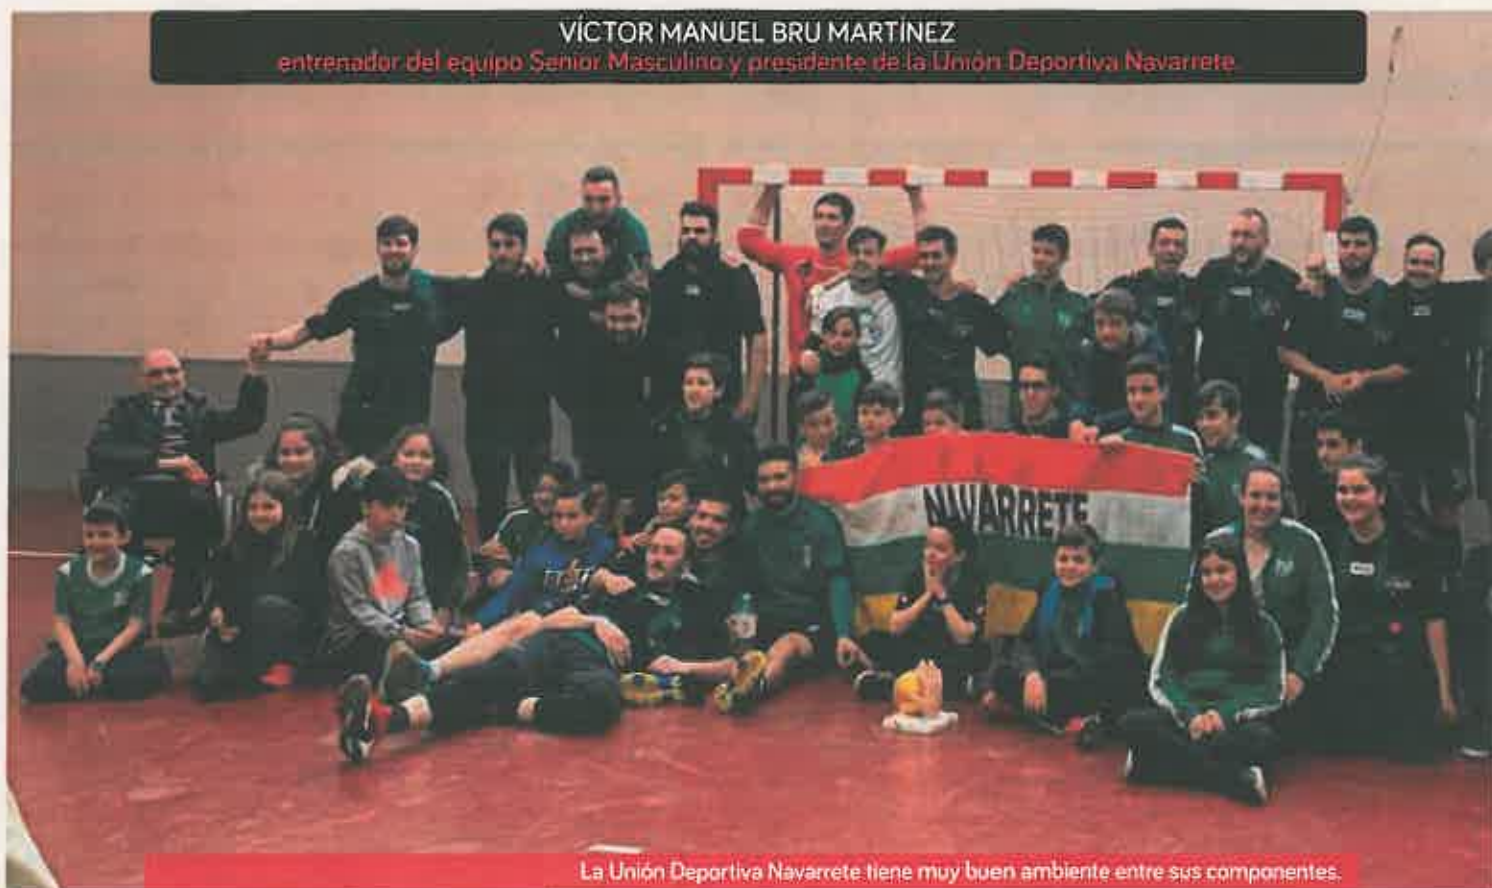 VÍCTOR MANUEL BRU MARTÍNEZ
entrenador del equipo Senior Masculino y presidente de la Unión Deportiva Navarrete.
NAVARRETE
La Unión Deportiva Navarrete tiene muy buen ambiente entre sus componentes.